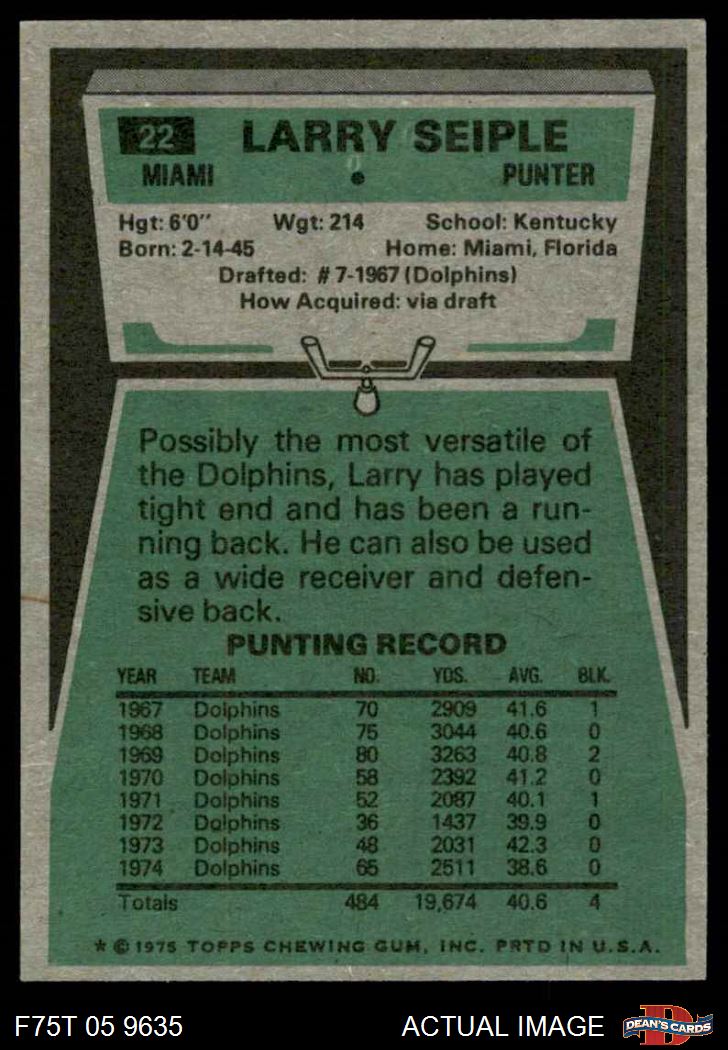 22 LARRY SEIPLE
MIAMI • PUNTER
Hgt: 6'0" Wgt: 214 School: Kentucky
Born: 2-14-45 Home: Miami, Florida
Drafted: #7-1967 (Dolphins)
How Acquired: via draft
Possibly the most versatile of
the Dolphins, Larry has played
tight end and has been a run-
ning back. He can also be used
as a wide receiver and defen-
sive back.
PUNTING RECORD
YEAR TEAM NO. YDS. AVG. BLK.
1967 Dolphins 70 2909 41.6 1
1968 Dolphins 75 3044 40.6 0
1969 Dolphins 80 3263 40.8 2
1970 Dolphins 58 2392 41.2 0
1971 Dolphins 52 2087 40.1 1
1972 Dolphins 36 1437 39.9 0
1973 Dolphins 48 2031 42.3 0
1974 Dolphins 65 2511 38.6 0
Totals 484 19,674 40.6 4
* © 1975 TOPPS CHEWING GUM, INC. PRTD IN U.S.A.
F75T 05 9635 ACTUAL IMAGE DEAN'S CARDS